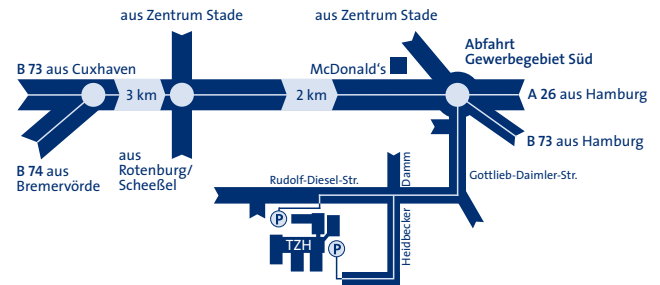 aus Zentrum Stade
aus Zentrum Stade
Abfahrt
Gewerbegebiet Süd
B 73 aus Cuxhaven
McDonald's
3 km
2 km
A 26 aus Hamburg
B 73 aus Hamburg
aus
Rotenburg/
Scheeßel
B 74 aus
Bremervörde
Rudolf-Diesel-Str.
Damm
Gottlieb-Daimler-Str.
Heidbecker
P
TZH
P